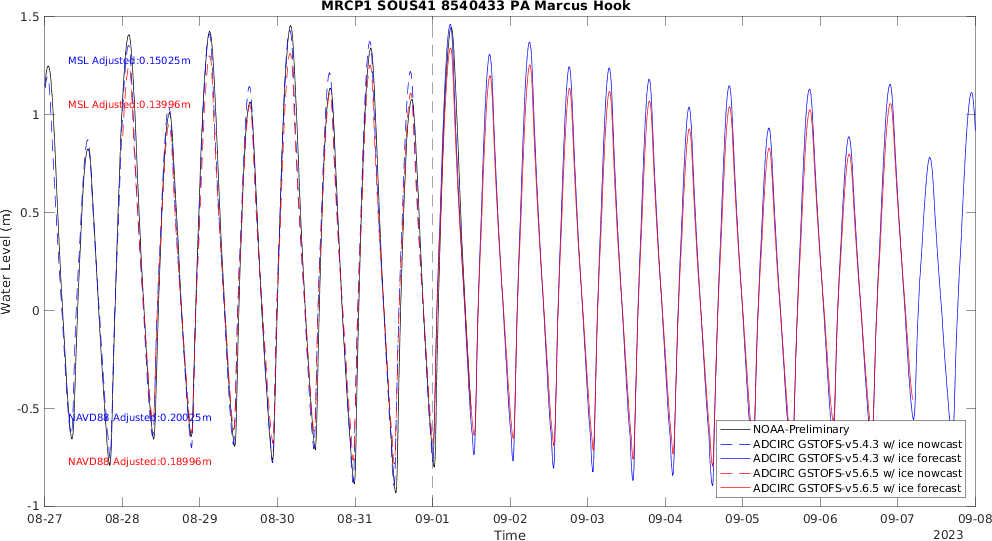 MRCP1 SOUS41 8540433 PA Marcus Hook
1.5
1
0.5
0
-0.5
-1
Water Level (m)
MSL Adjusted:0.15025m
MSL Adjusted:0.13996m
NAVD88 Adjusted:0.20025m
NAVD88 Adjusted:0.18996m
NOAA-Preliminary
ADCIRC GSTOFS-v5.4.3 w/ ice nowcast
ADCIRC GSTOFS-v5.4.3 w/ ice forecast
ADCIRC GSTOFS-v5.6.5 w/ ice nowcast
ADCIRC GSTOFS-v5.6.5 w/ ice forecast
08-27 08-28 08-29 08-30 08-31 09-01 09-02 09-03 09-04 09-05 09-06 09-07 09-08
Time
2023